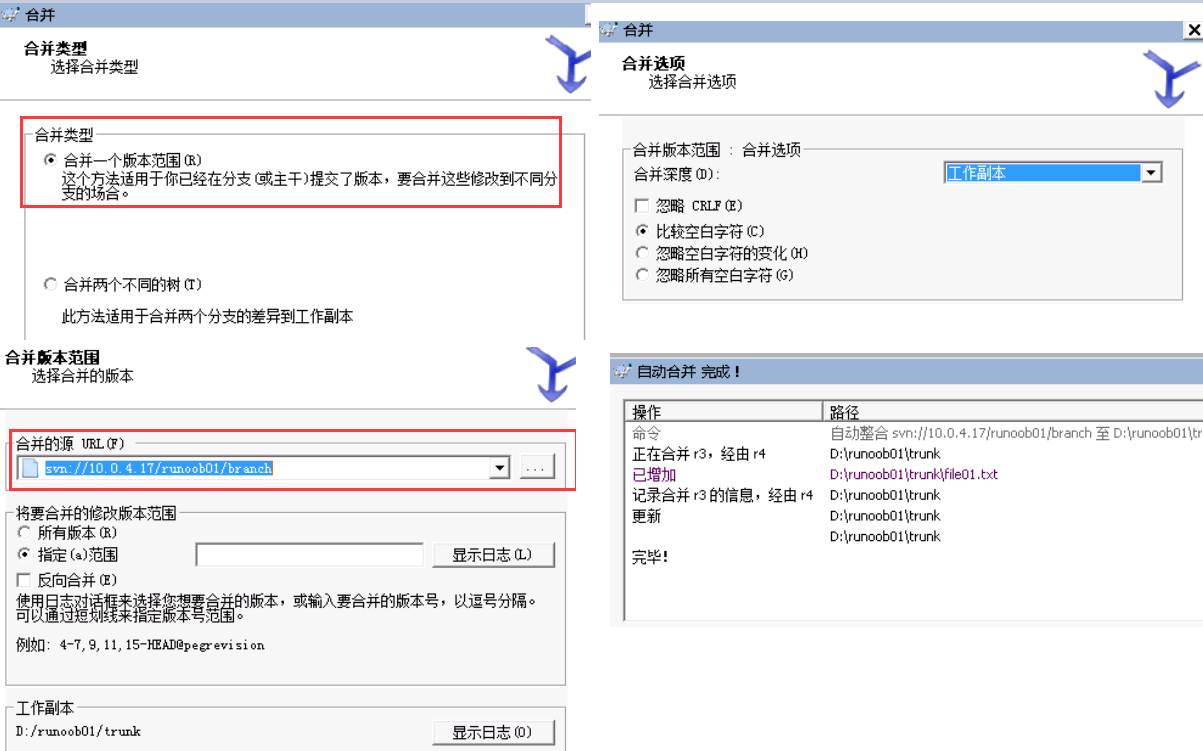 合并
合并类型
选择合并类型
合并类型
合并一个版本范围(R)
这个方法适用于你已经在分支(或主干)提交了版本，要合并这些修改到不同分
支的场合。
合并两个不同的树(T)
此方法适用于合并两个分支的差异到工作副本
合并
合并选项
选择合并选项
合并版本范围 : 合并选项
合并深度(D):
工作副本
忽略 CRLF(E)
比较空白字符(C)
忽略空白字符的变化(H)
忽略所有空白字符(G)
合并版本范围
选择合并的版本
合并的源 URL(F)
svn://10.0.4.17/runoob01/branch
...
将要合并的修改版本范围
所有版本(R)
指定(a)范围
显示日志(L)
反向合并(E)
使用日志对话框来选择您想要合并的版本，或输入要合并的版本号，以逗号分隔。
可以通过短划线来指定版本号范围。
例如: 4-7,9,11,15-HEAD@pegrevision
工作副本
D:/runoob01/trunk
显示日志(O)
自动合并 完成！
操作 路径
命令 自动整合 svn://10.0.4.17/runoob01/branch 至 D:\runoob01\tr
正在合并 r3，经由 r4 D:\runoob01\trunk
已增加 D:\runoob01\trunk\file01.txt
记录合并 r3 的信息，经由 r4 D:\runoob01\trunk
更新 D:\runoob01\trunk
D:\runoob01\trunk
完毕!